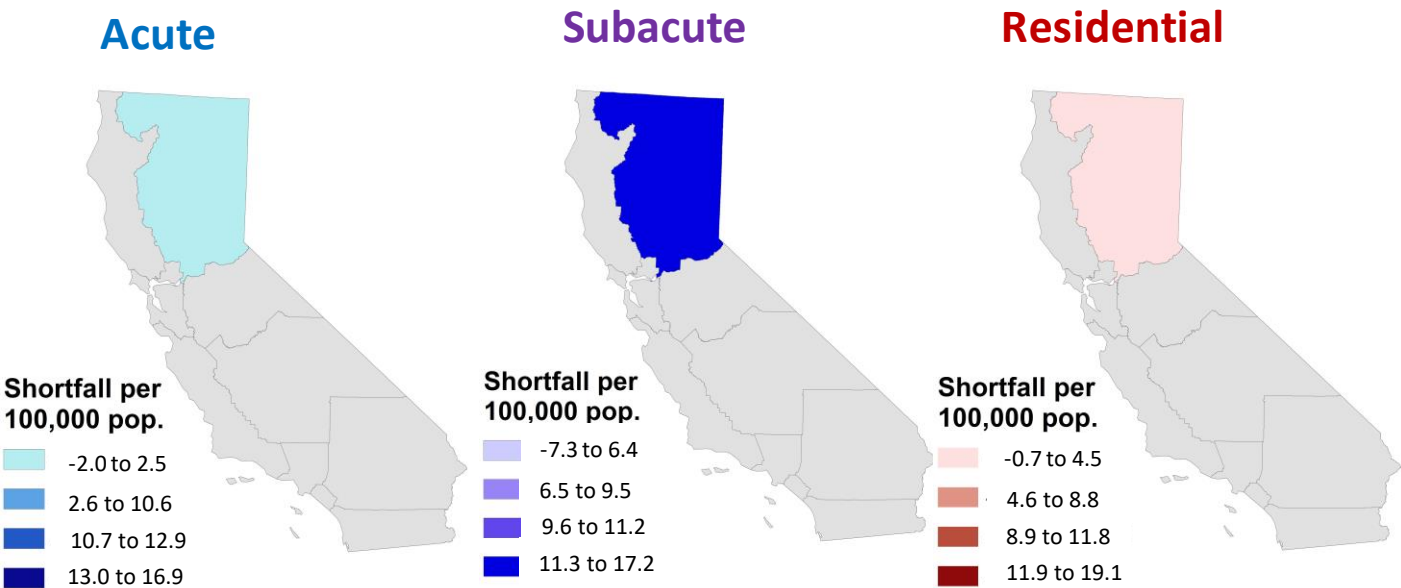 Acute
Subacute
Residential
Shortfall per
100,000 pop.
-2.0 to 2.5
2.6 to 10.6
10.7 to 12.9
13.0 to 16.9
Shortfall per
100,000 pop.
-7.3 to 6.4
6.5 to 9.5
9.6 to 11.2
11.3 to 17.2
Shortfall per
100,000 pop.
-0.7 to 4.5
4.6 to 8.8
8.9 to 11.8
11.9 to 19.1